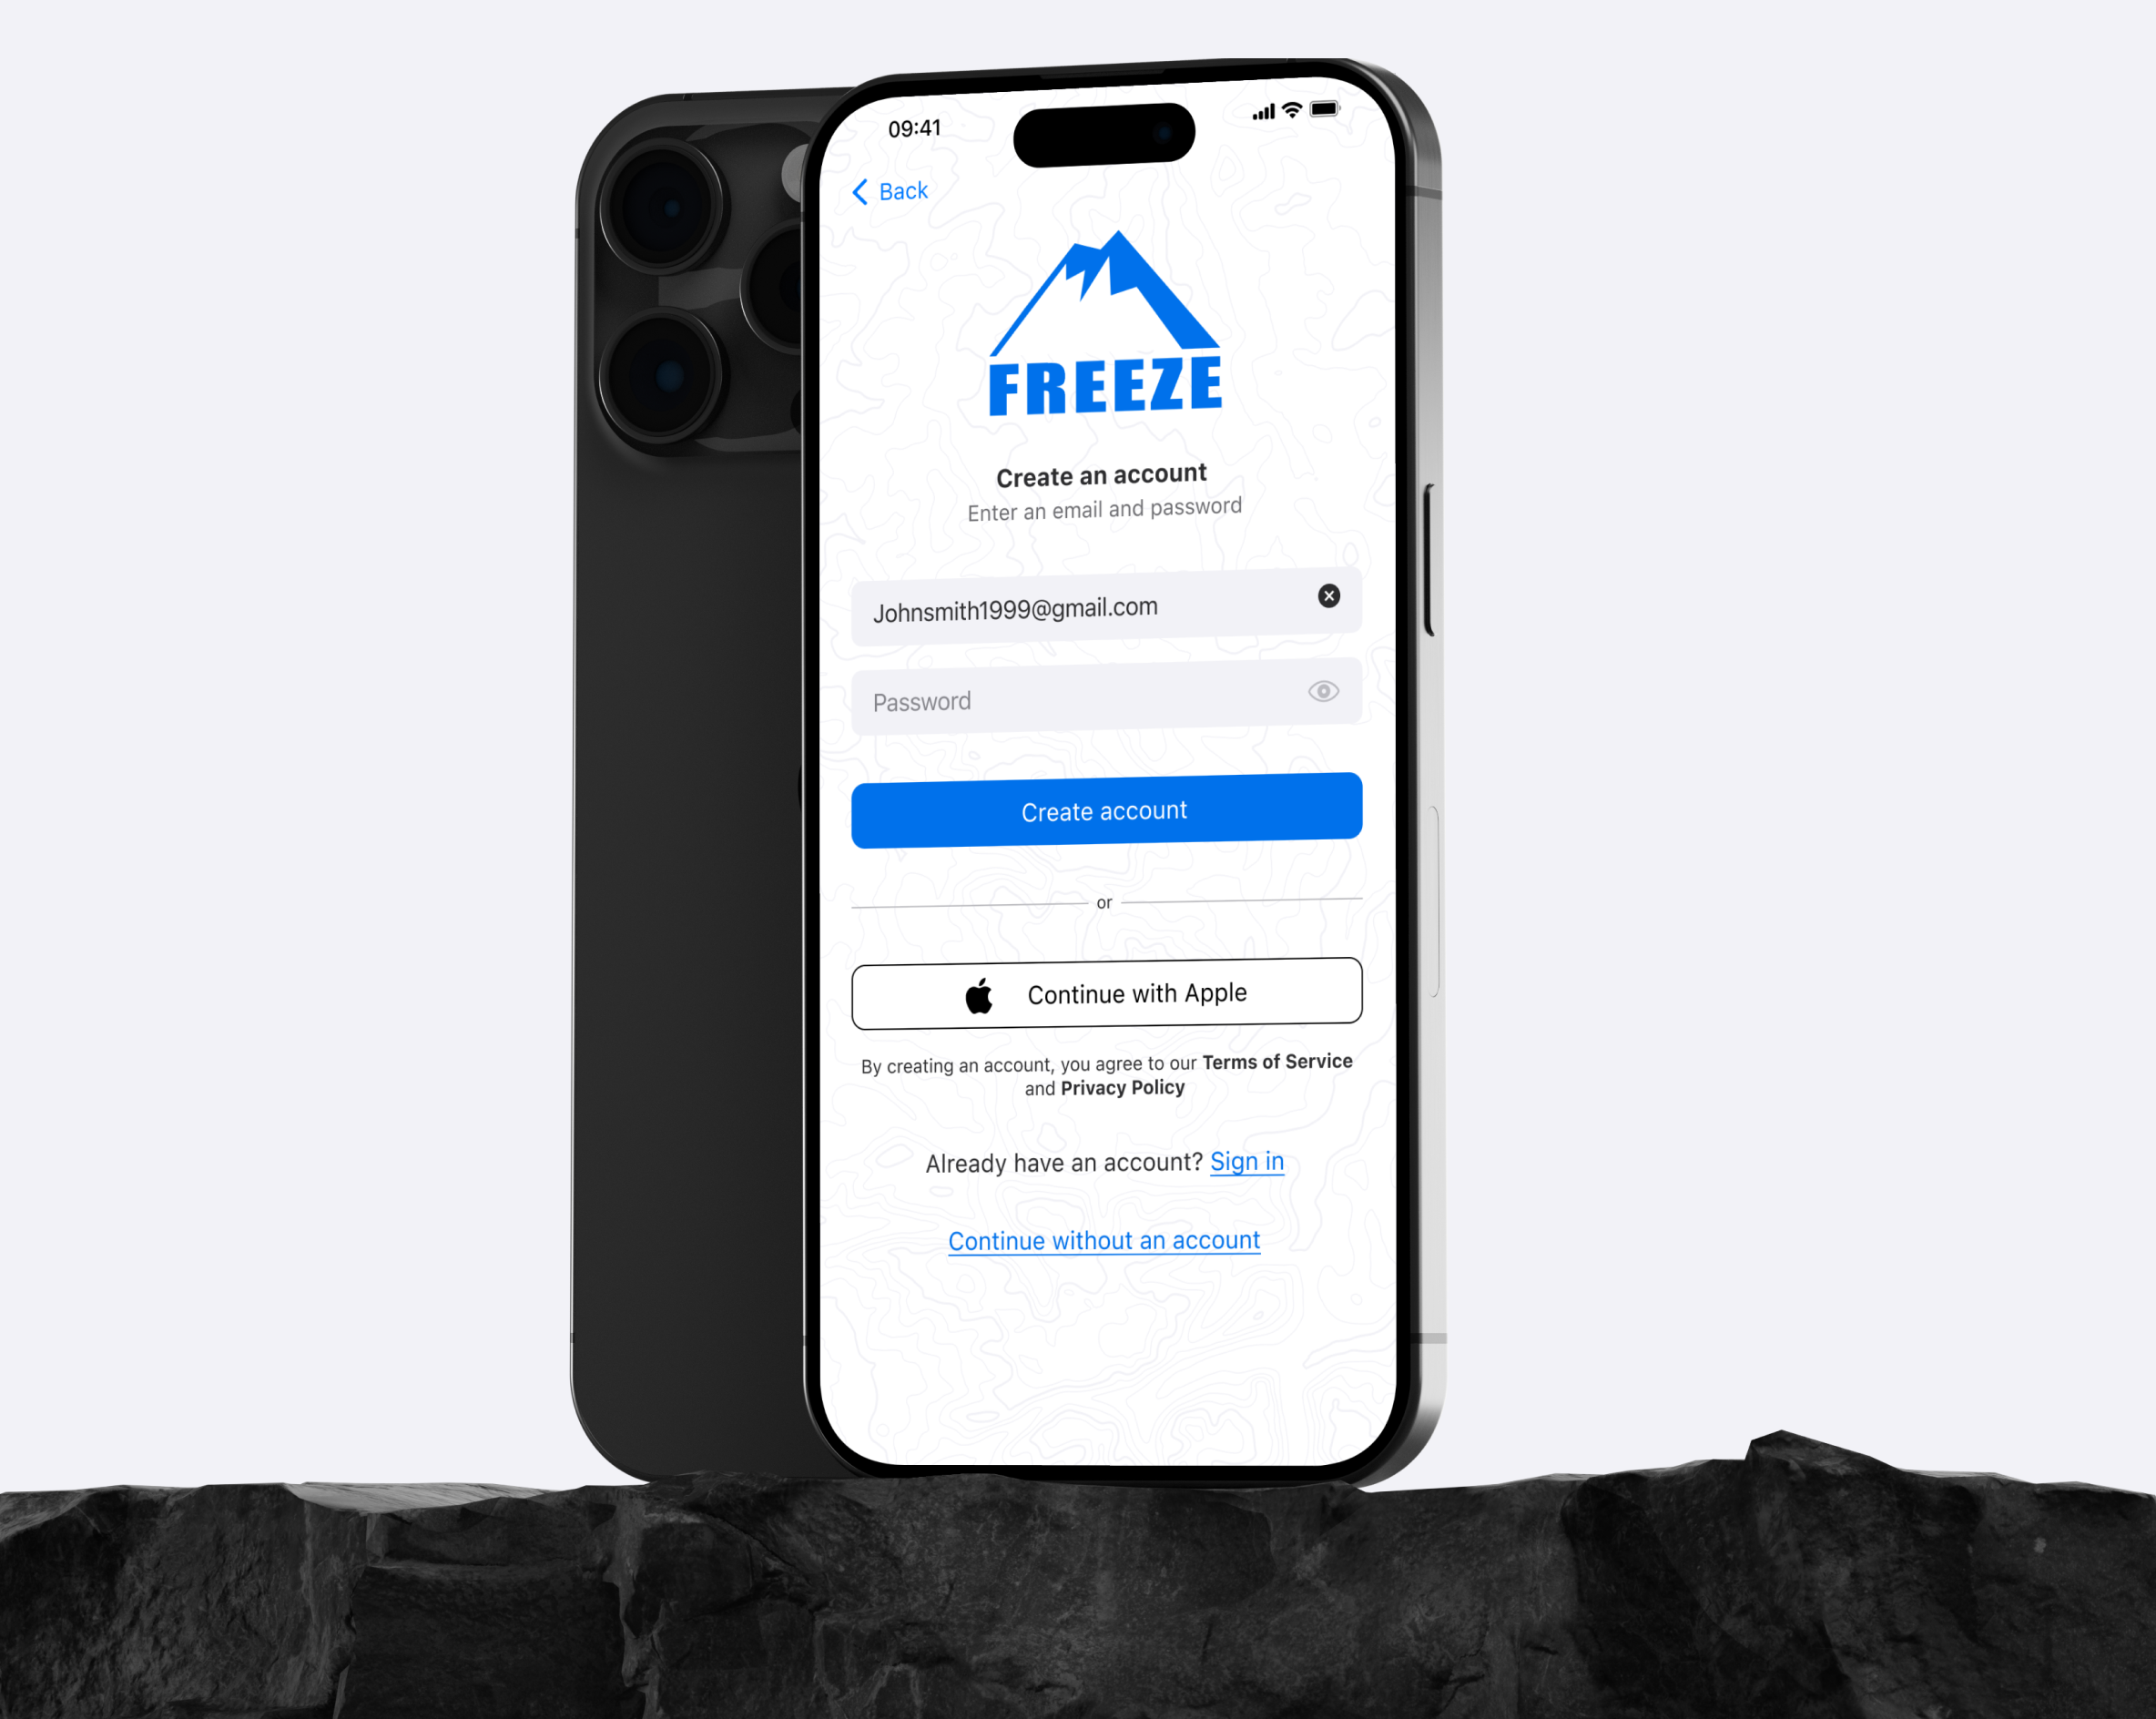 09:41
Back
FREEZE
Create an account
Enter an email and password
Johnsmith1999@gmail.com
Password
Create account
or
Continue with Apple
By creating an account, you agree to our Terms of Service
and Privacy Policy
Already have an account? Sign in
Continue without an account